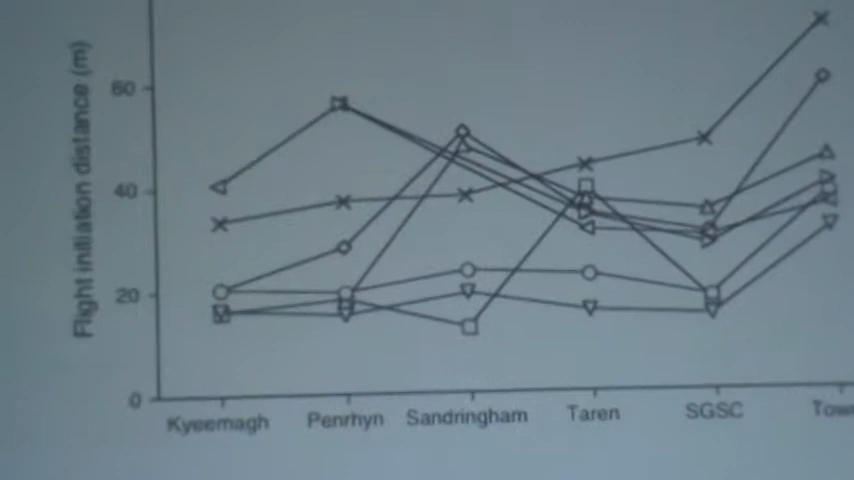 Flight initiation distance (m)
60
40
20
0
Kyeemagh Penrhyn Sandringham Taren SGSC